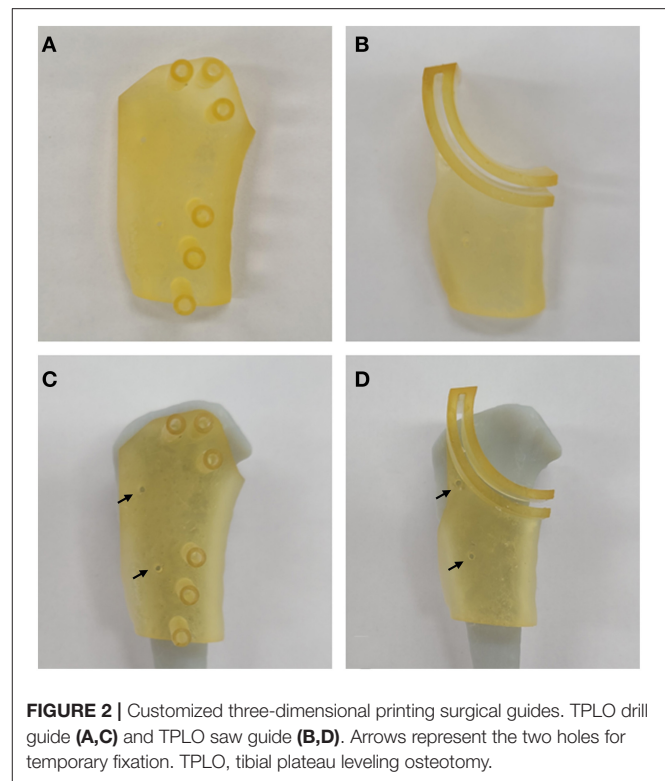 A
B
C
D
FIGURE 2 | Customized three-dimensional printing surgical guides. TPLO drill
guide (A,C) and TPLO saw guide (B,D). Arrows represent the two holes for
temporary fixation. TPLO, tibial plateau leveling osteotomy.